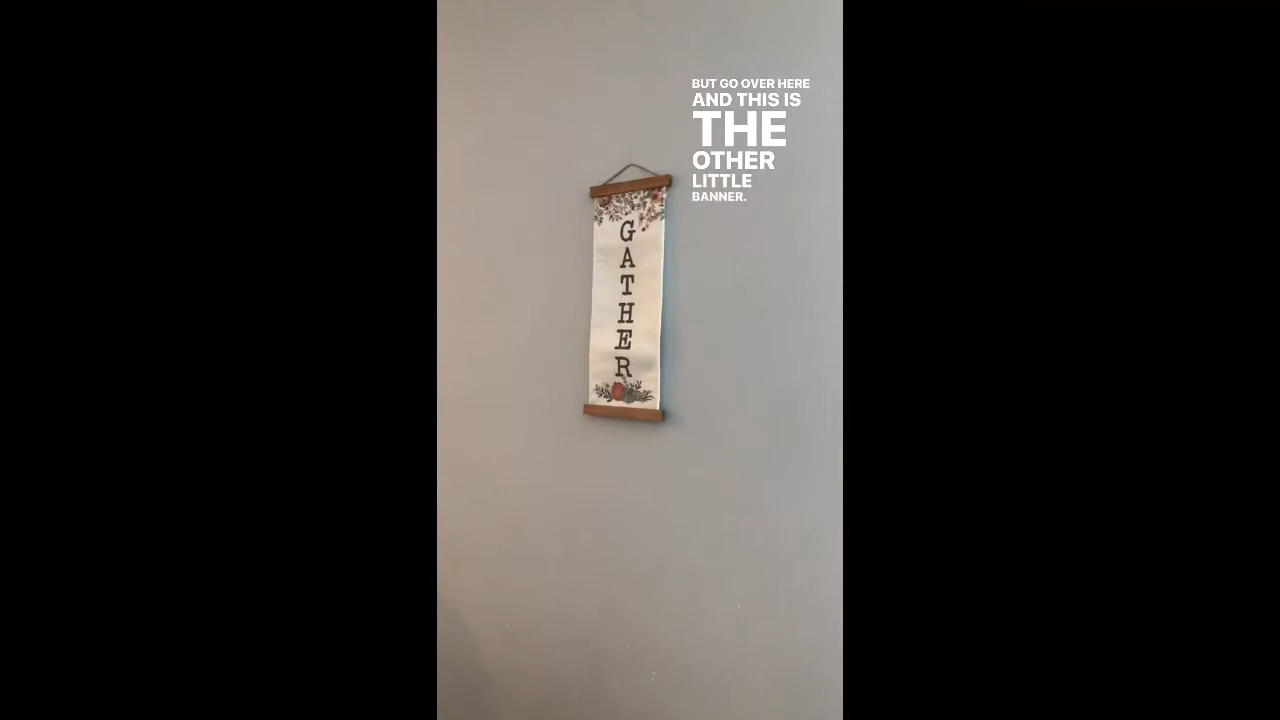 BUT GO OVER HERE
AND THIS IS
THE
OTHER
LITTLE
BANNER.
G
A
T
H
E
R